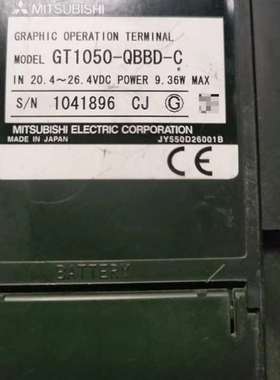 MITSUBISHI
GRAPHIC OPERATION TERMINAL
MODEL GT1050-QBBD-C
IN 20.4~26.4VDC POWER 9.36W MAX
S/N 1041896 CJ G
MITSUBISHI ELECTRIC CORPORATION
MADE IN JAPAN JY550D26001B
CE
BATTERY